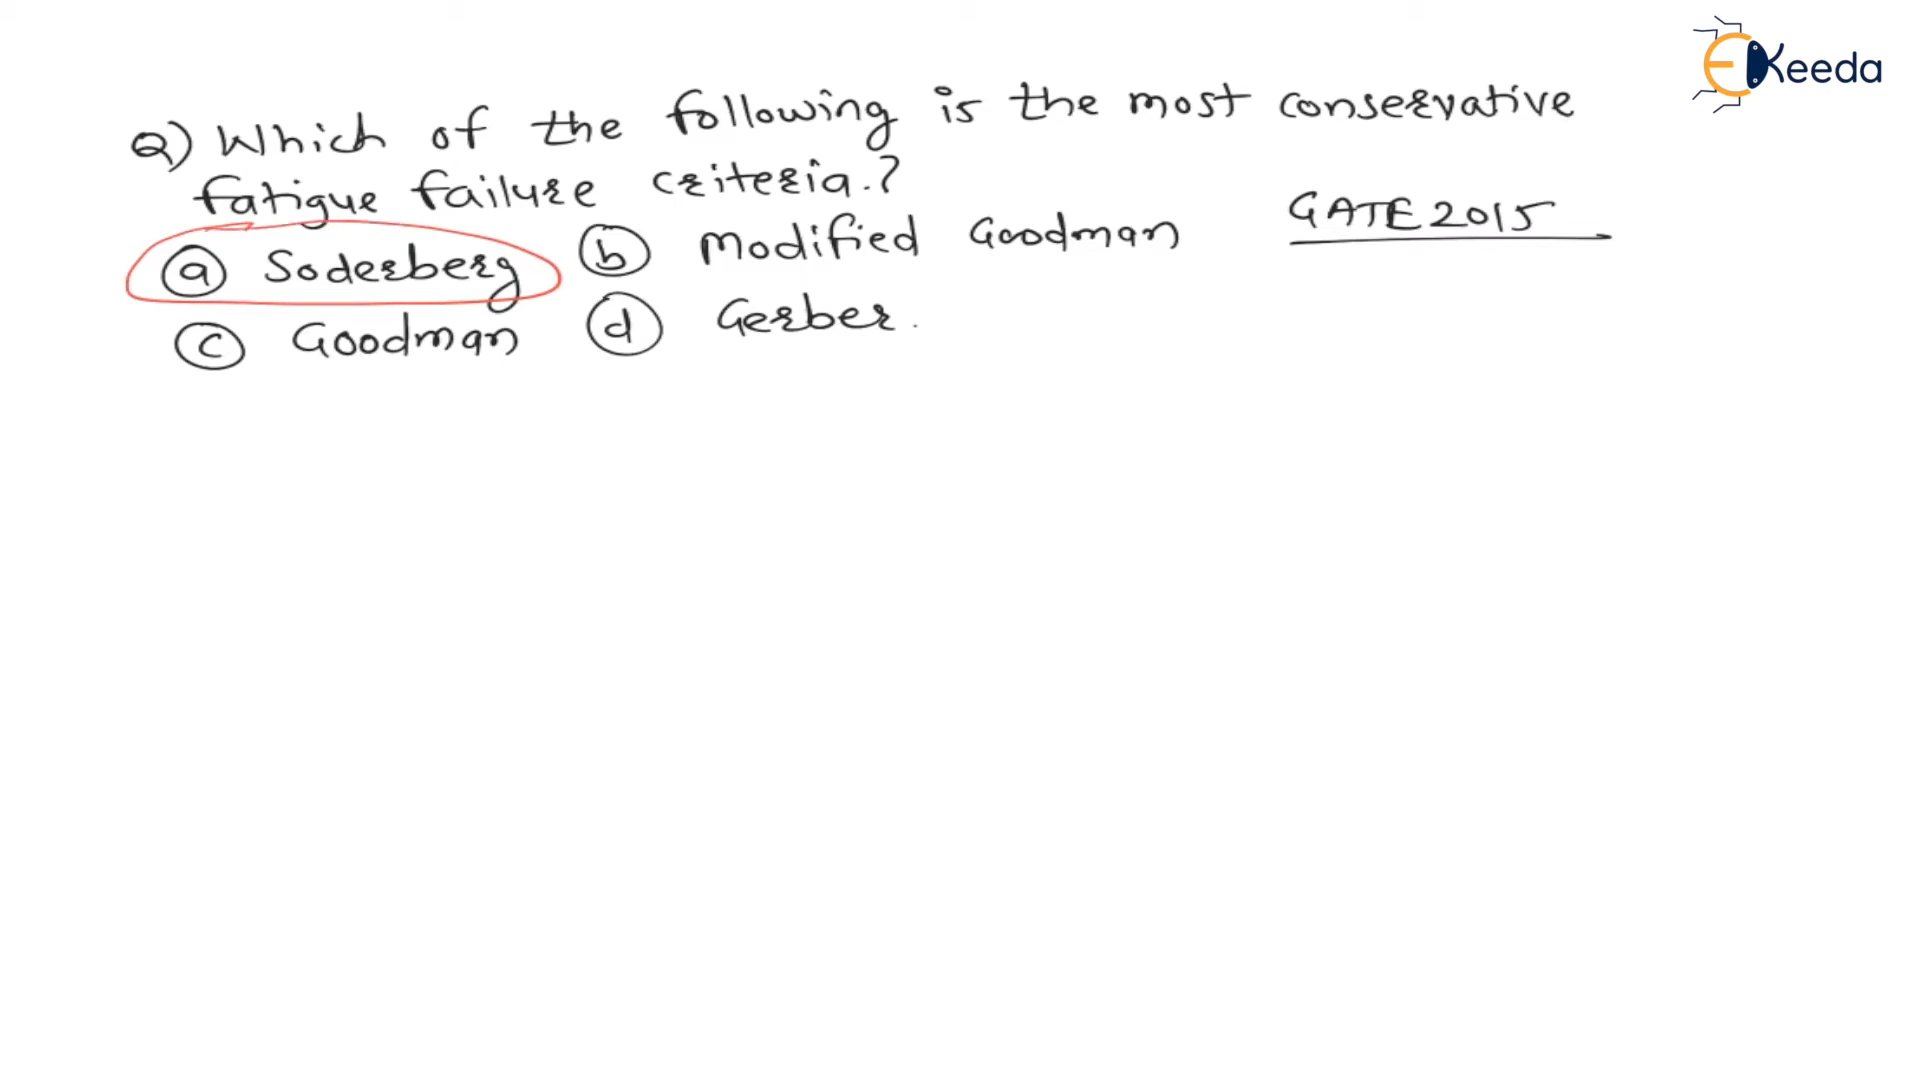 EKeeda
Q) Which of the following is the most conservative
fatigue failure criteria.?
GATE 2015
(a) Soderberg (b) Modified Goodman
(c) Goodman (d) Gerber.